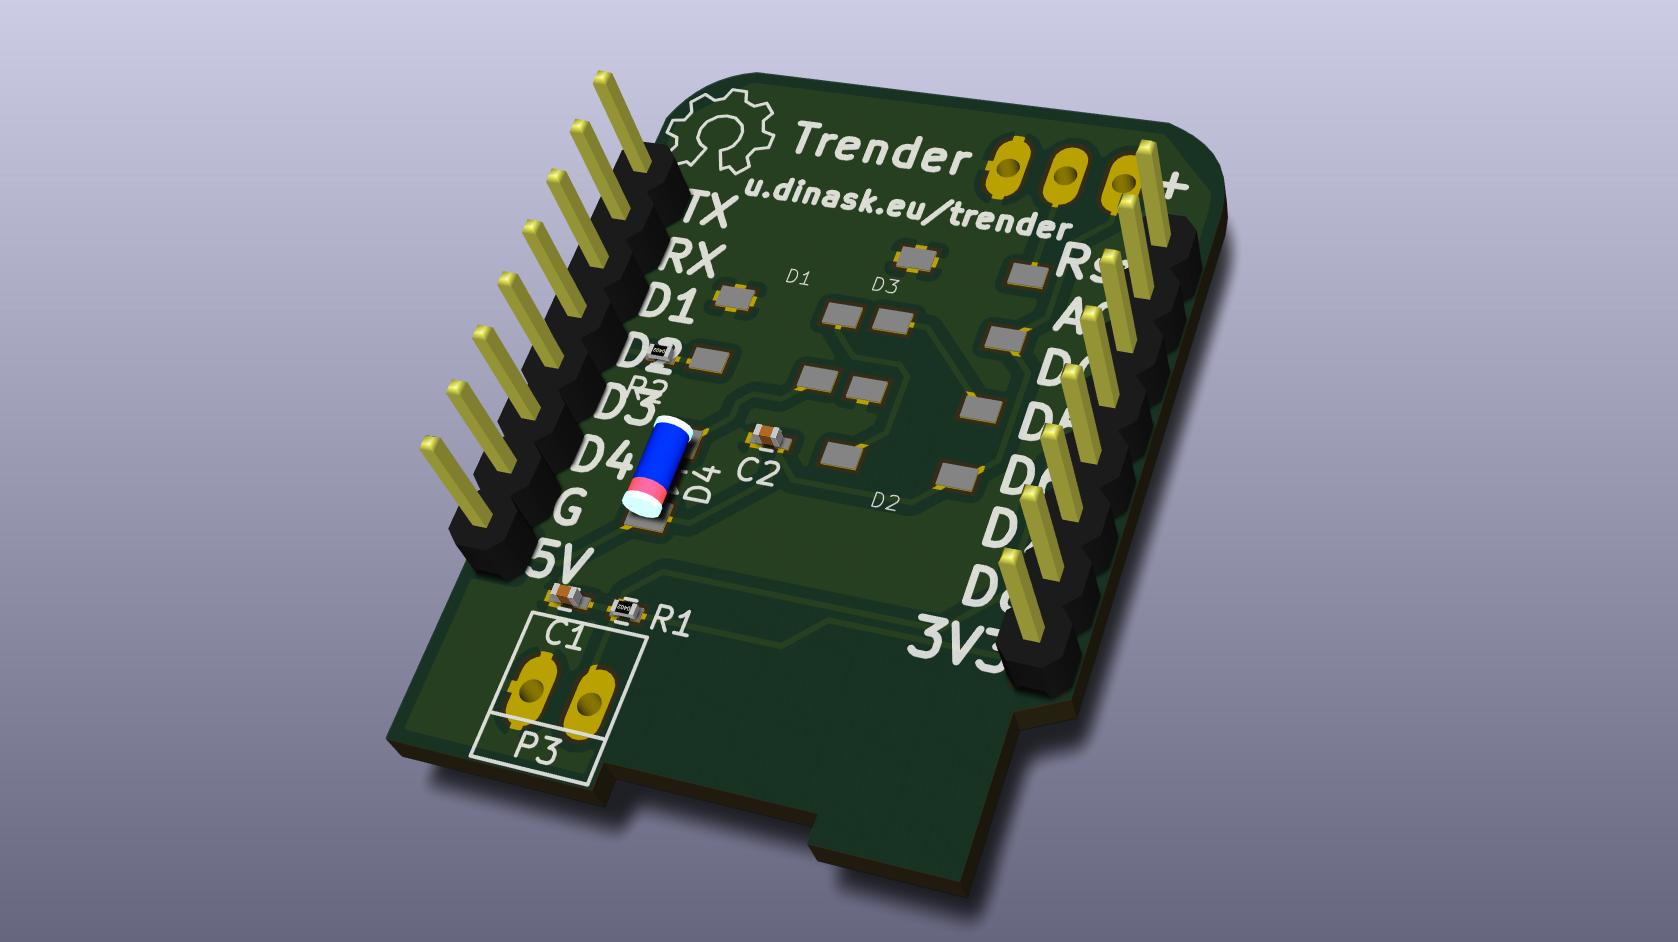 Trender
+
u.dinask.eu/trender
TX
RX
D1
D2
R2
D3
D4
G
5V
D1
D3
C2
D4
D2
3V3
R1
C1
P3